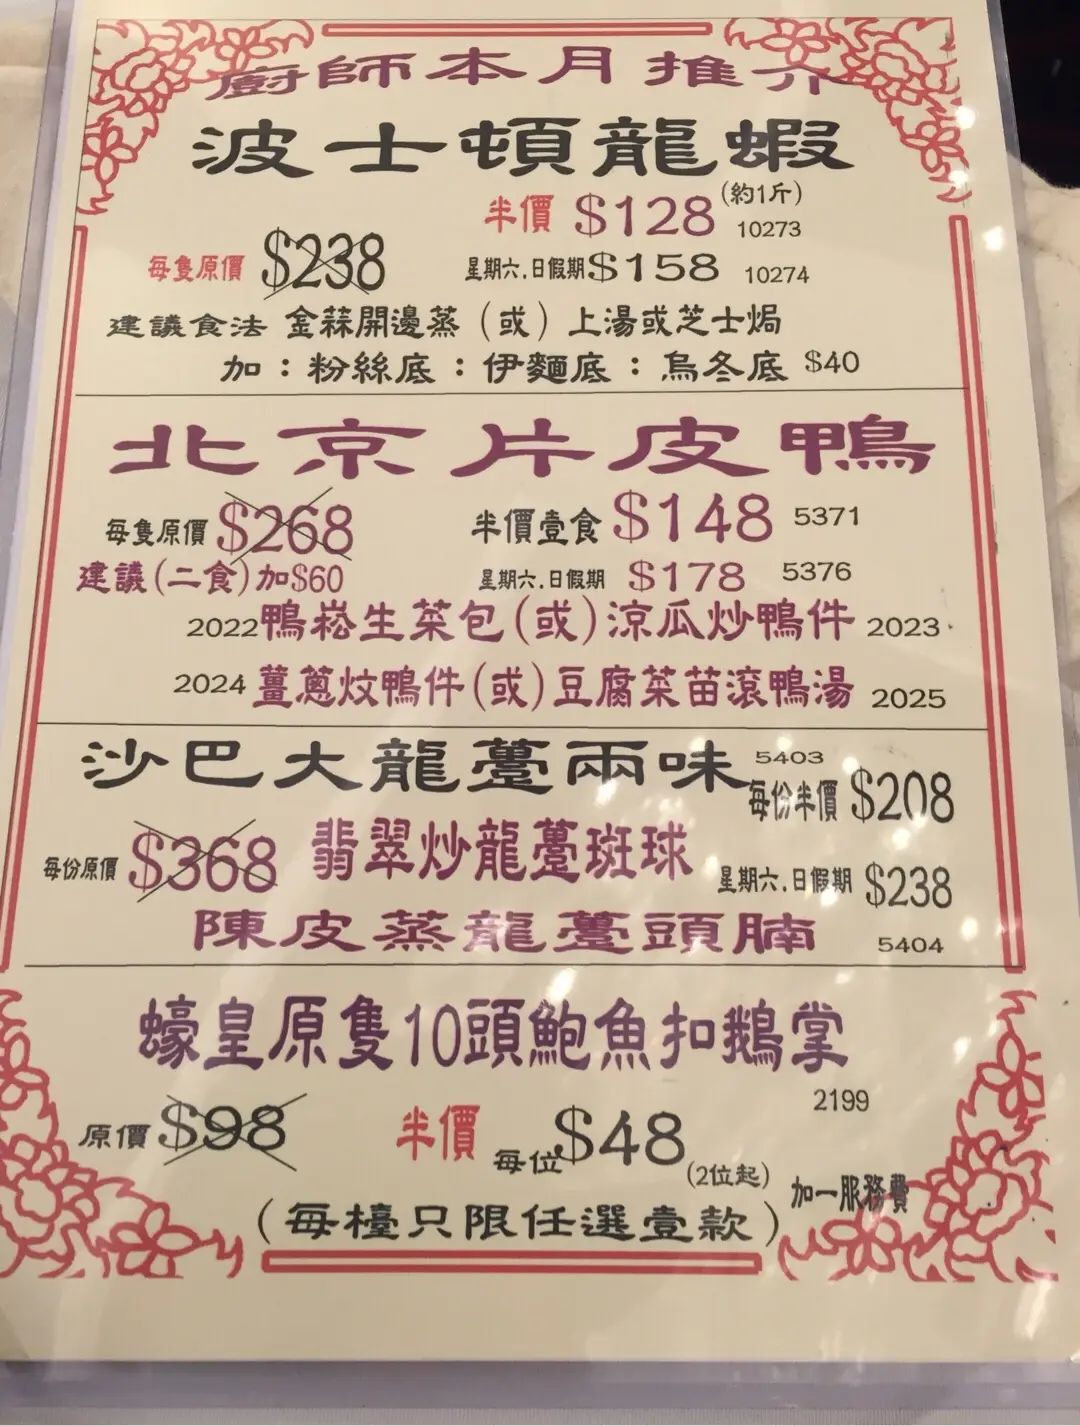 廚師本月推介
波士頓龍蝦
半價 $128 (約1斤) 10273
每隻原價 $238 星期六.日假期 $158 10274
建議食法 金蒜開邊蒸（或）上湯或芝士焗
加：粉絲底：伊麵底：烏冬底 $40
北京片皮鴨
每隻原價 $268 半價壹食 $148 5371
建議(二食)加$60 星期六.日假期 $178 5376
2022 鴨崧生菜包(或)涼瓜炒鴨件 2023
2024 薑蔥炆鴨件(或)豆腐菜苗滾鴨湯 2025
沙巴大龍躉兩味 5403
每份半價 $208
每份原價 $368 翡翠炒龍躉斑球 星期六.日假期 $238
陳皮蒸龍躉頭腩 5404
蠔皇原隻10頭鮑魚扣鵝掌
2199
原價 $98 半價 每位 $48 (2位起)
加一服務費
（每檯只限任選壹款）